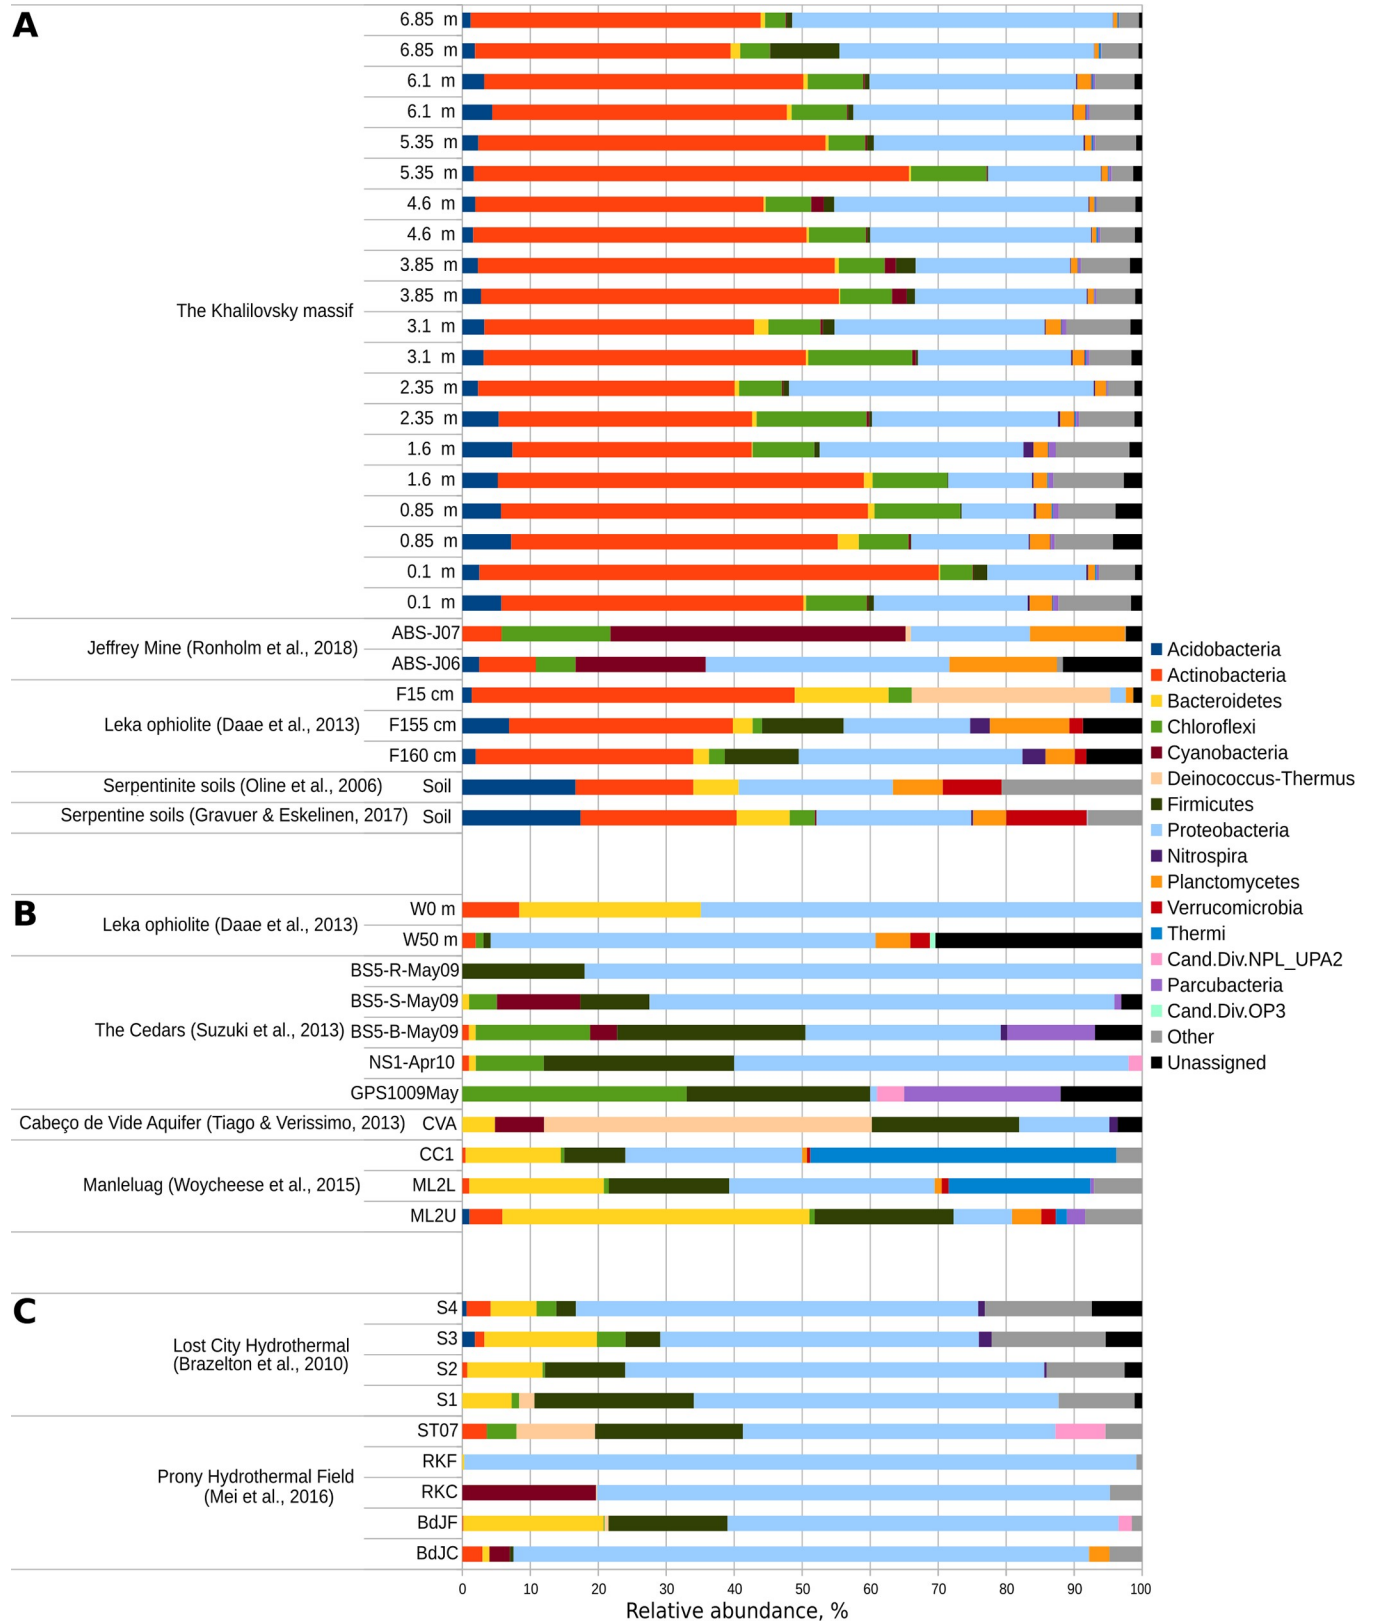 A
6.85 m
6.85 m
6.1 m
6.1 m
5.35 m
5.35 m
4.6 m
4.6 m
3.85 m
3.85 m
The Khalilovsky massif
3.1 m
3.1 m
2.35 m
2.35 m
1.6 m
1.6 m
0.85 m
0.85 m
0.1 m
0.1 m
Jeffrey Mine (Ronholm et al., 2018)
ABS-J07
ABS-J06
Leka ophiolite (Daae et al., 2013)
F15 cm
F155 cm
F160 cm
Serpentinite soils (Oline et al., 2006) Soil
Serpentine soils (Gravuer & Eskelinen, 2017) Soil
B
Leka ophiolite (Daae et al., 2013)
W0 m
W50 m
The Cedars (Suzuki et al., 2013)
BS5-R-May09
BS5-S-May09
BS5-B-May09
NS1-Apr10
GPS1009May
Cabeço de Vide Aquifer (Tiago & Verissimo, 2013) CVA
Manleluag (Woycheese et al., 2015)
CC1
ML2L
ML2U
C
Lost City Hydrothermal
(Brazelton et al., 2010)
S4
S3
S2
S1
Prony Hydrothermal Field
(Mei et al., 2016)
ST07
RKF
RKC
BdJF
BdJC
0 10 20 30 40 50 60 70 80 90 100
Relative abundance, %
Acidobacteria
Actinobacteria
Bacteroidetes
Chloroflexi
Cyanobacteria
Deinococcus-Thermus
Firmicutes
Proteobacteria
Nitrospira
Planctomycetes
Verrucomicrobia
Thermi
Cand.Div.NPL_UPA2
Parcubacteria
Cand.Div.OP3
Other
Unassigned